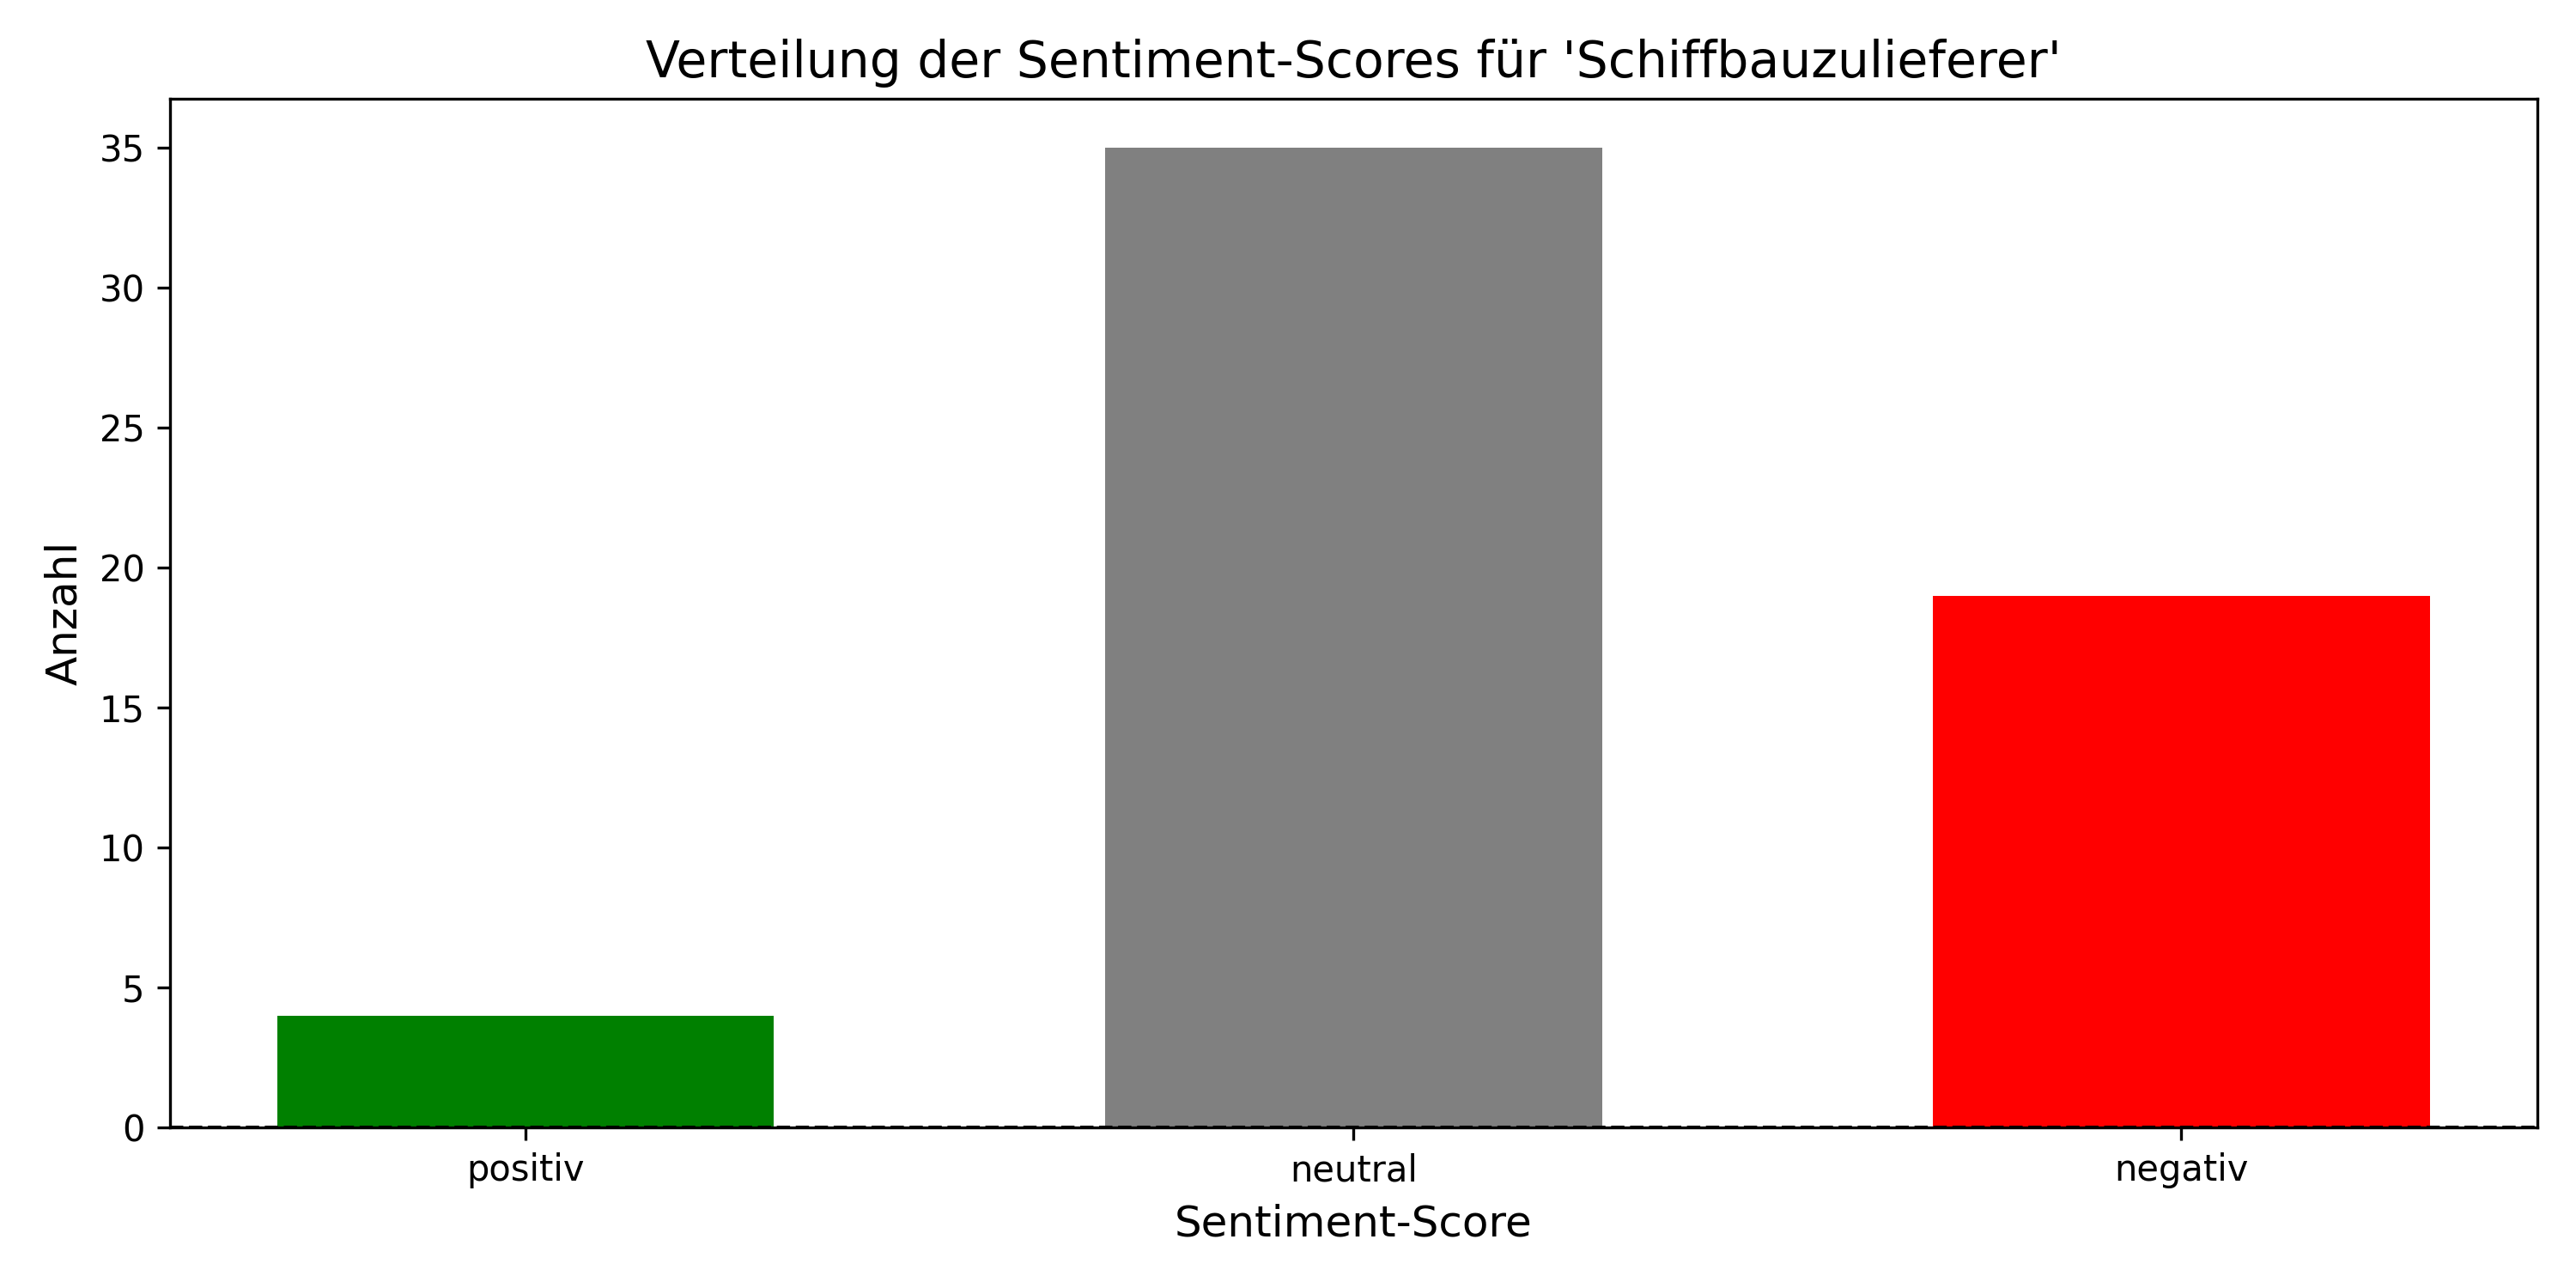 Verteilung der Sentiment-Scores für 'Schiffbauzulieferer'
35
30
25
20
15
10
5
0
Anzahl
positiv
neutral
negativ
Sentiment-Score